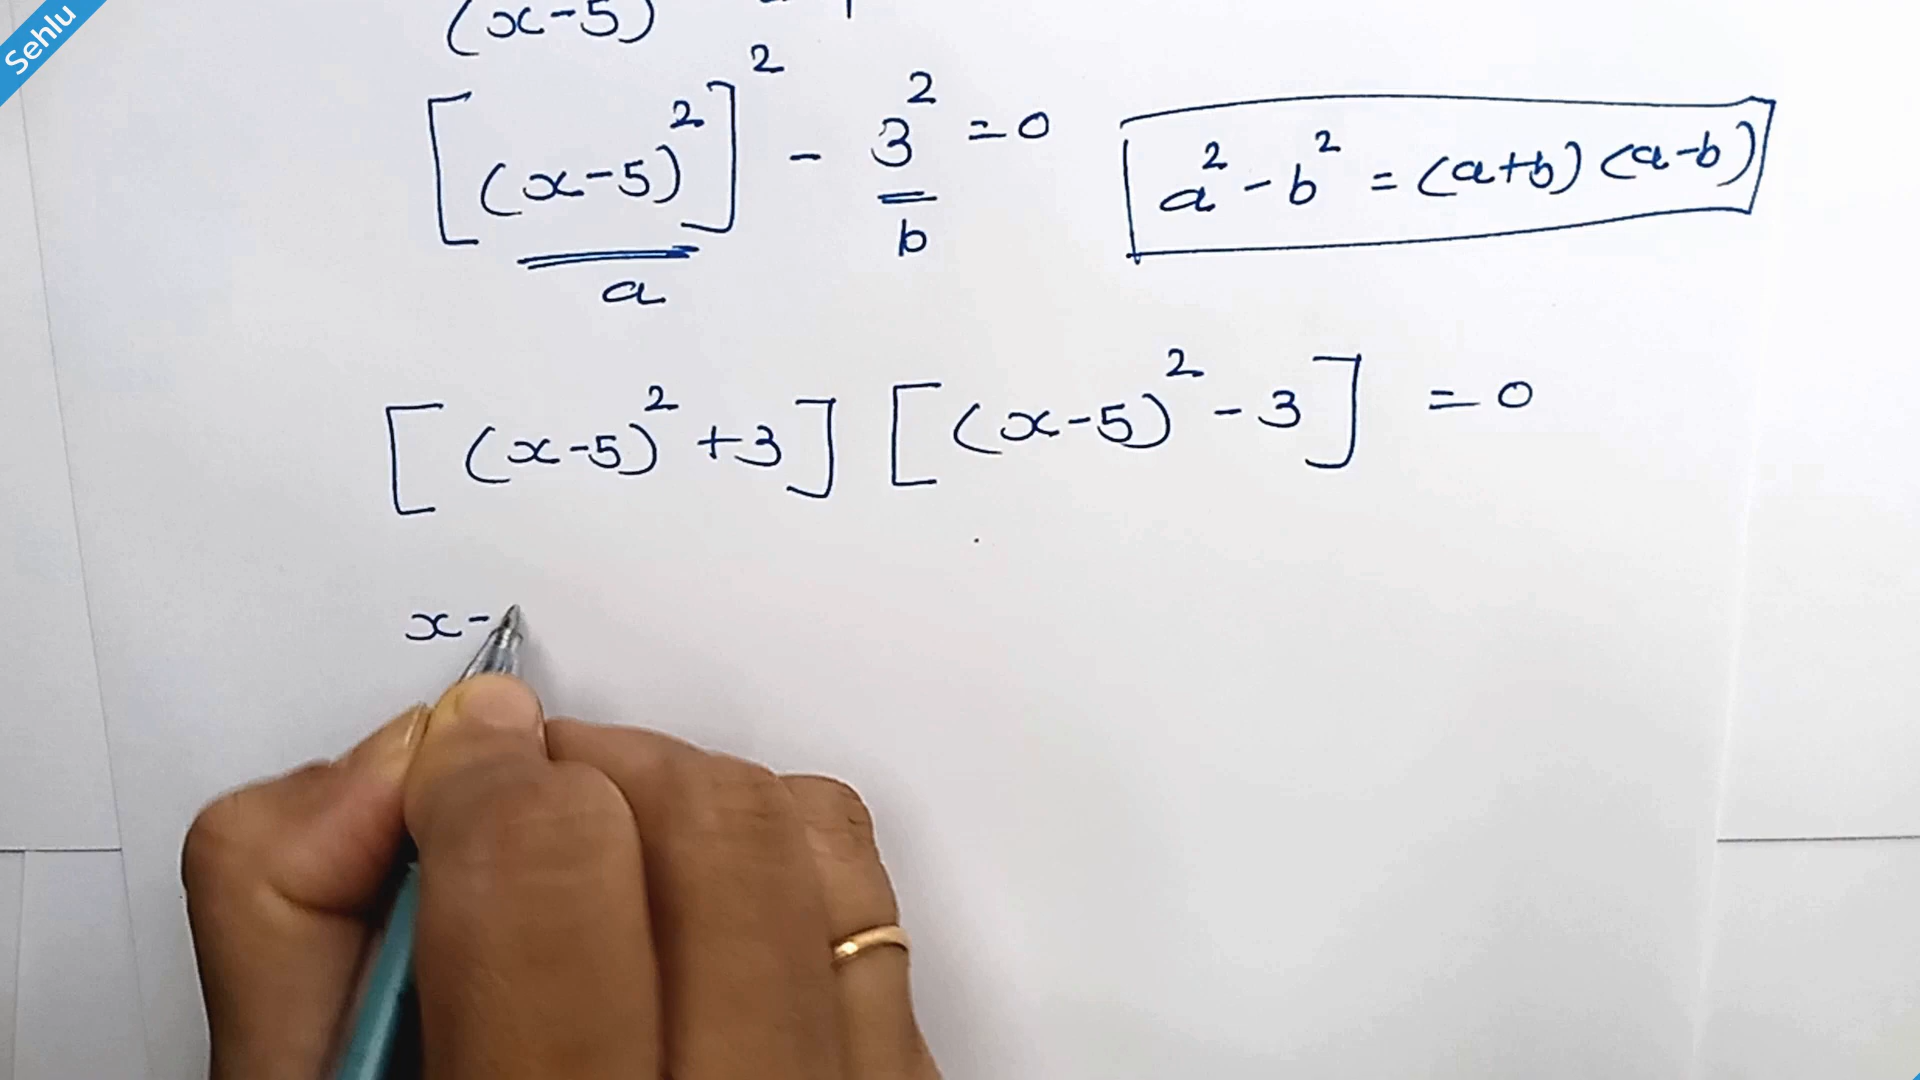 Sehlu
(x-5)
[(x-5)²]² - 3² = 0
a² - b² = (a+b) (a-b)
a
b
[(x-5)² + 3] [(x-5)² - 3] = 0
x -